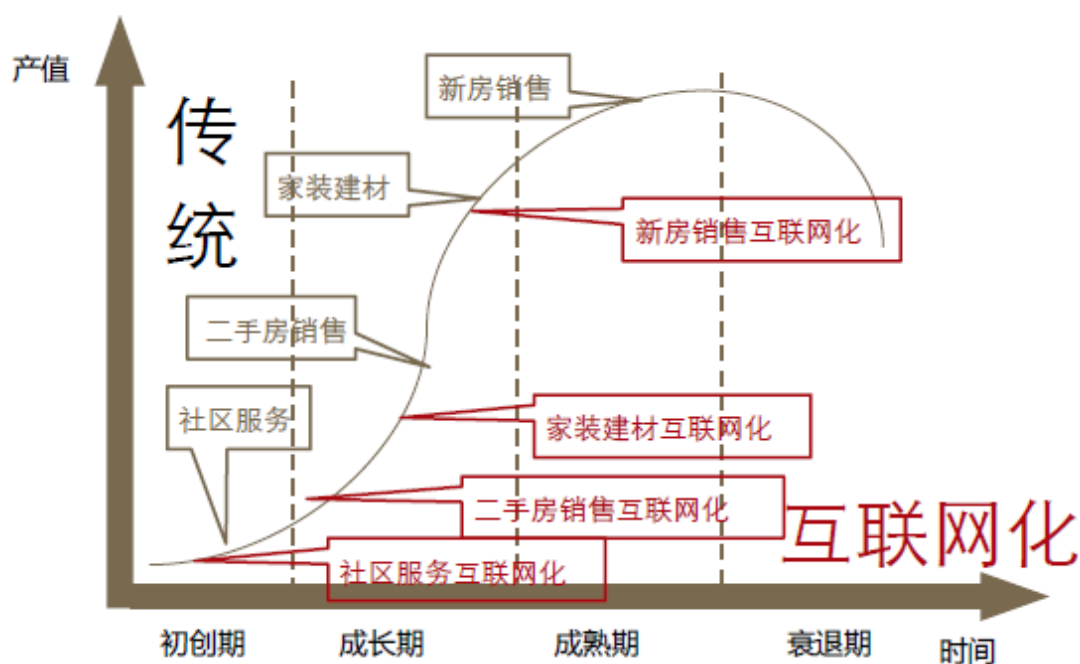 产值
传
统
新房销售
家装建材
新房销售互联网化
二手房销售
社区服务
家装建材互联网化
二手房销售互联网化
互联网化
社区服务互联网化
初创期
成长期
成熟期
衰退期
时间